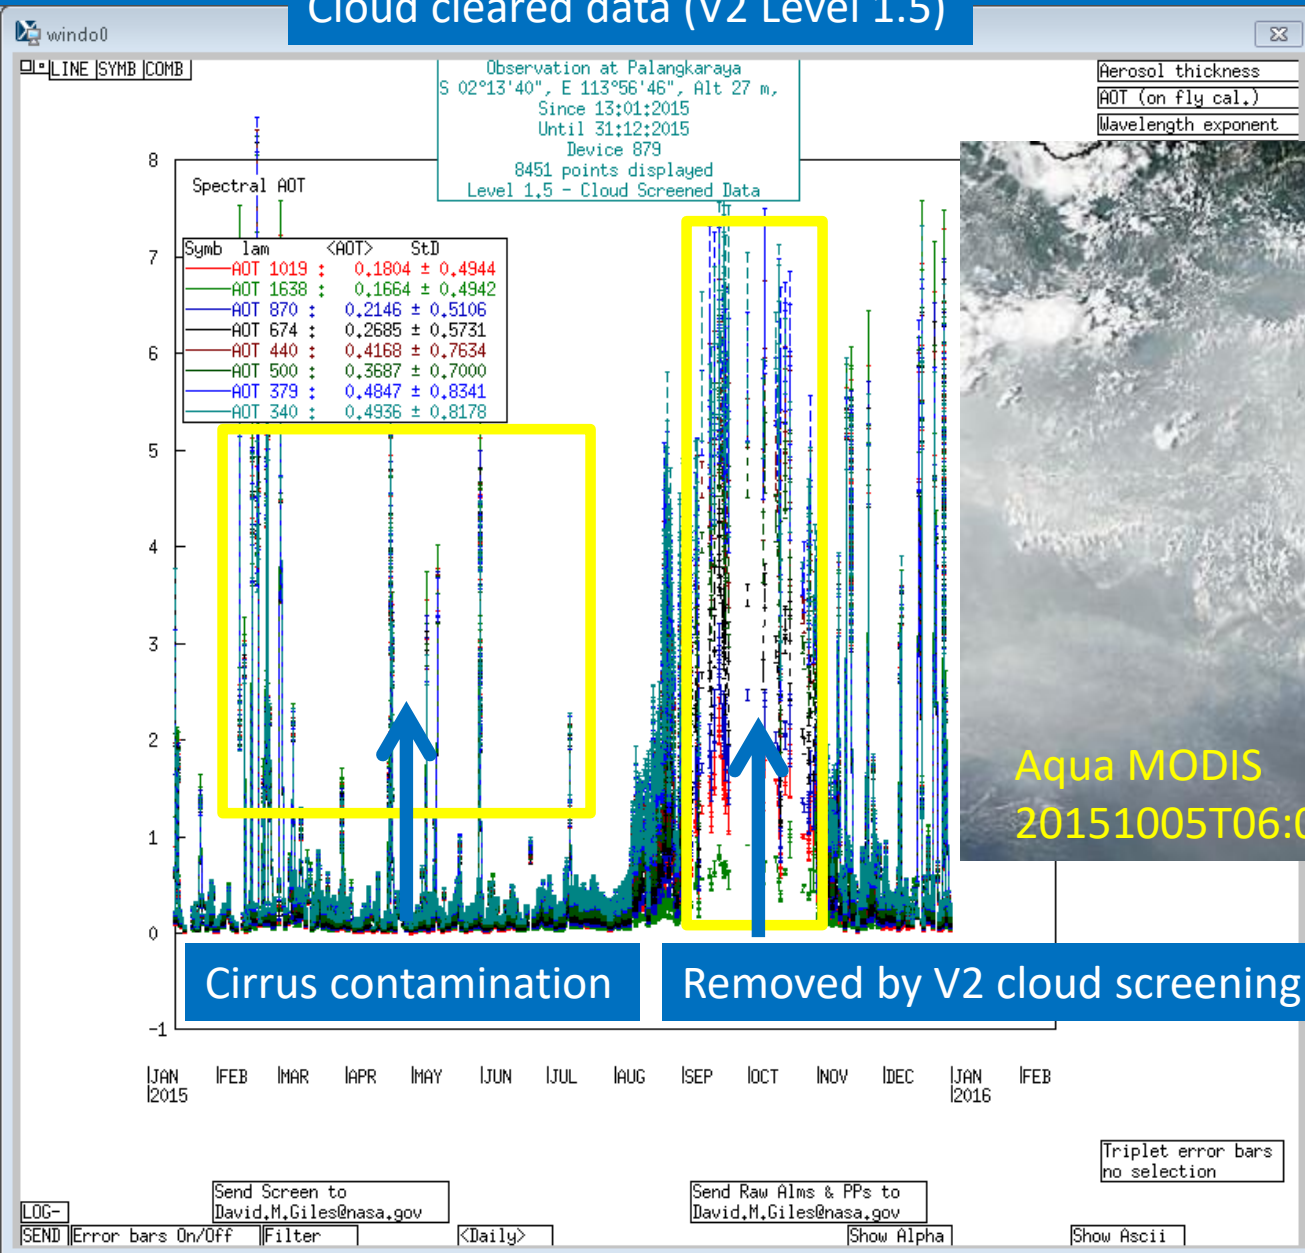 Cloud cleared data (V2 Level 1.5)
windo0
LINE SYMB COMB
Observation at Palangkaraya
S 02°13'40", E 113°56'46", Alt 27 m,
Since 13:01:2015
Until 31:12:2015
Device 879
8451 points displayed
Level 1.5 - Cloud Screened Data
Aerosol thickness
AOT (on fly cal.)
Wavelength exponent
Spectral AOT
Symb lam <AOT> StD
AOT 1019 : 0.1804 ± 0.4944
AOT 1638 : 0.1664 ± 0.4942
AOT 870 : 0.2146 ± 0.5106
AOT 674 : 0.2685 ± 0.5731
AOT 440 : 0.4168 ± 0.7634
AOT 500 : 0.3687 ± 0.7000
AOT 379 : 0.4847 ± 0.8341
AOT 340 : 0.4936 ± 0.8178
8
7
6
5
4
3
2
1
0
-1
Aqua MODIS
20151005T06:0
Cirrus contamination
Removed by V2 cloud screening
JAN FEB MAR APR MAY JUN JUL AUG SEP OCT NOV DEC JAN FEB
2015 2016
Triplet error bars
no selection
Send Screen to
David.M.Giles@nasa.gov
Send Raw Alms & PPs to
David.M.Giles@nasa.gov
LOG-
SEND Error bars On/Off Filter <Daily> Show Alpha Show Ascii